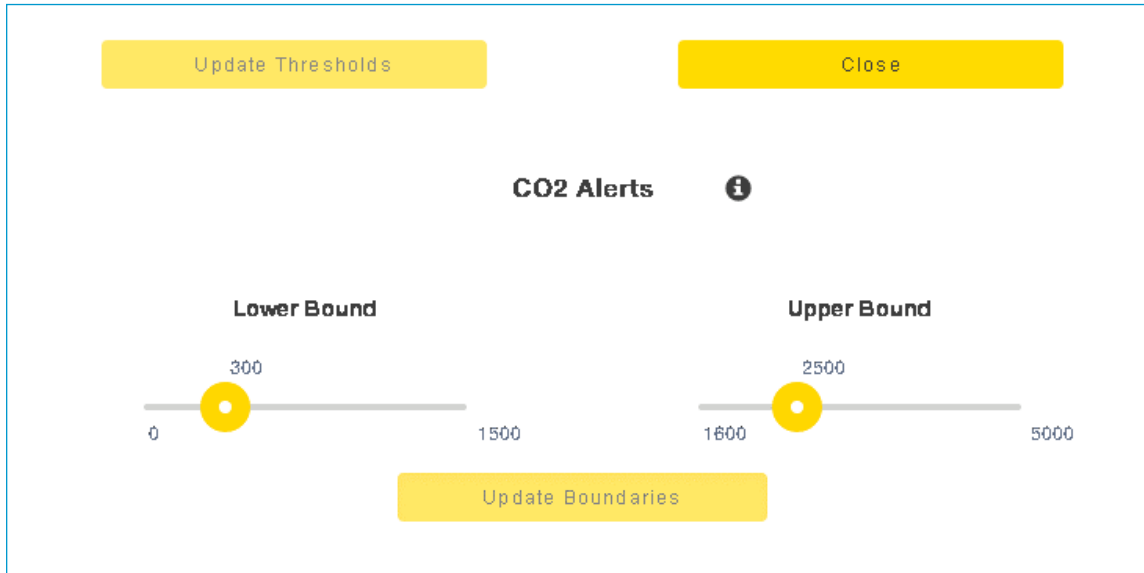 Update Thresholds
Close
CO2 Alerts
Lower Bound
Upper Bound
300
2500
0
1500
1600
5000
Update Boundaries